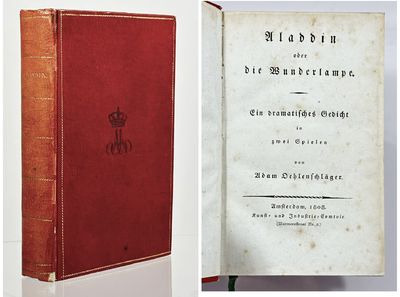 Aladdin
oder
die Wunderlampe.
Ein dramatisches Gedicht
in
zwei Spielen
von
Adam Oehlenschläger.
Amsterdam, 1808.
Kunst- und Industrie-Comtoir.